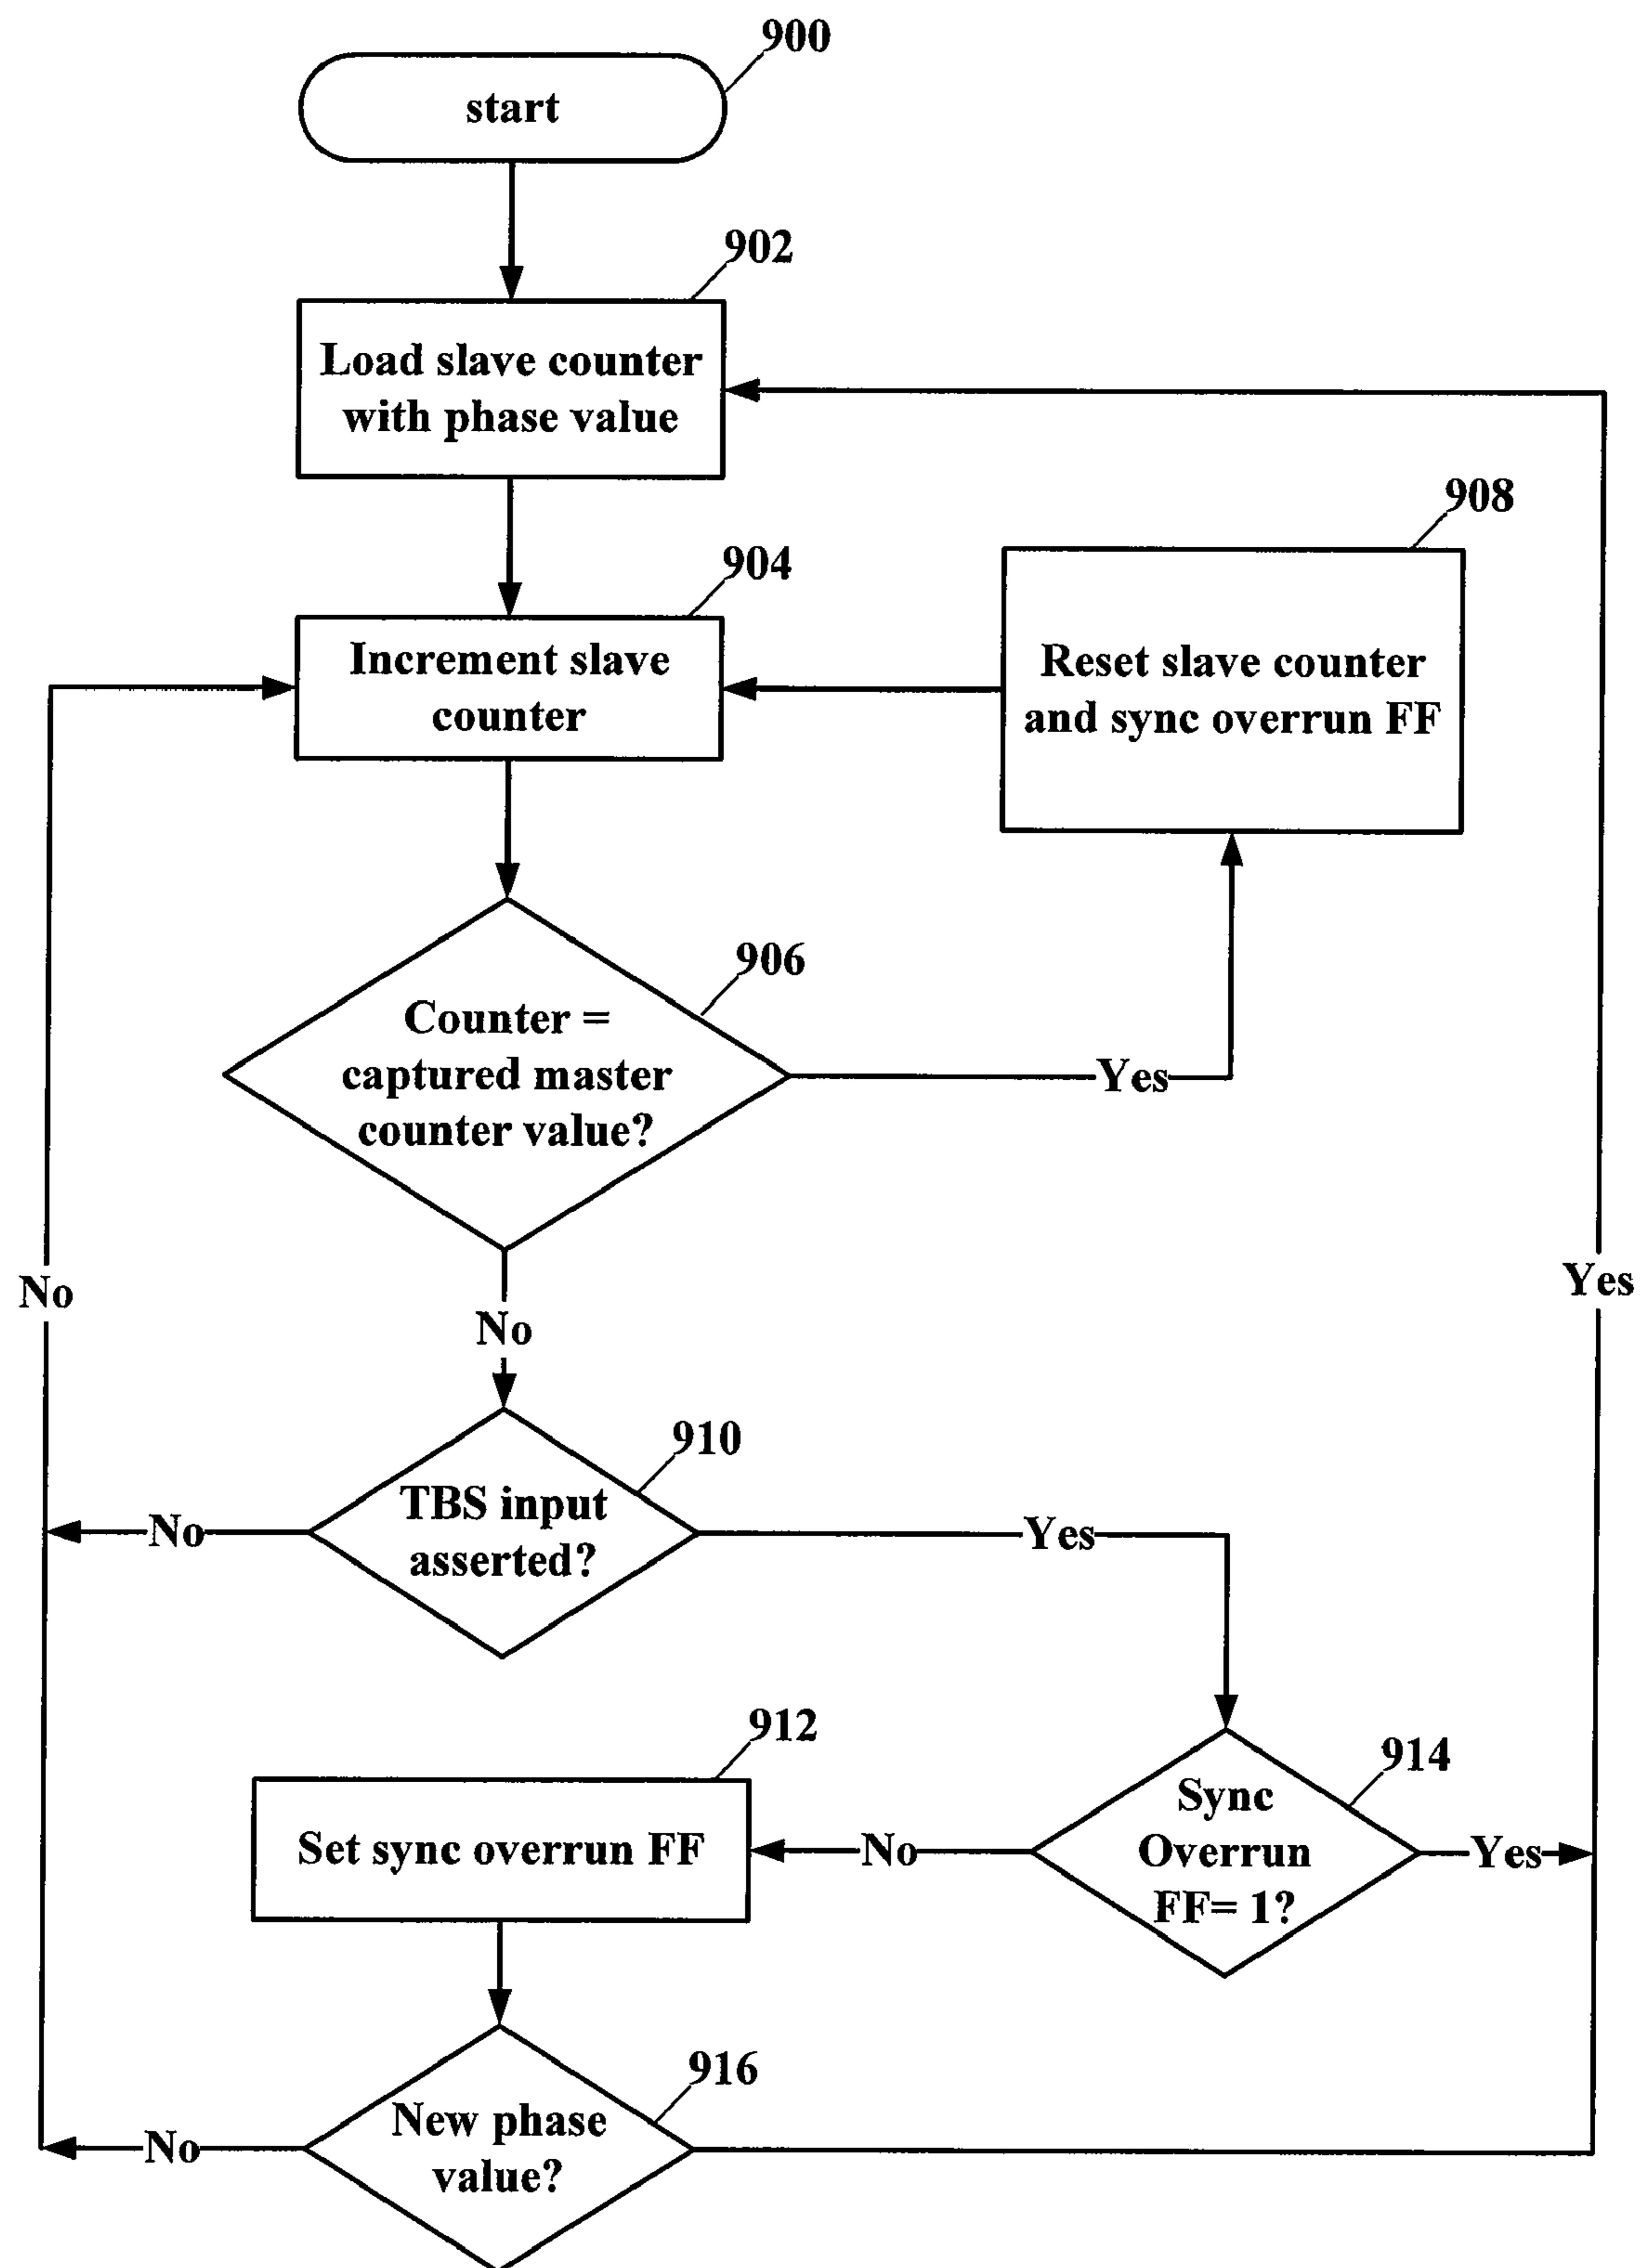 900
start
902
Load slave counter
with phase value
908
904
Increment slave
counter
Reset slave counter
and sync overrun FF
906
Counter =
captured master
counter value?
Yes
No
Yes
No
910
TBS input
asserted?
No
Yes
912
914
Set sync overrun FF
No
Sync
Overrun
FF= 1?
Yes
916
New phase
value?
No